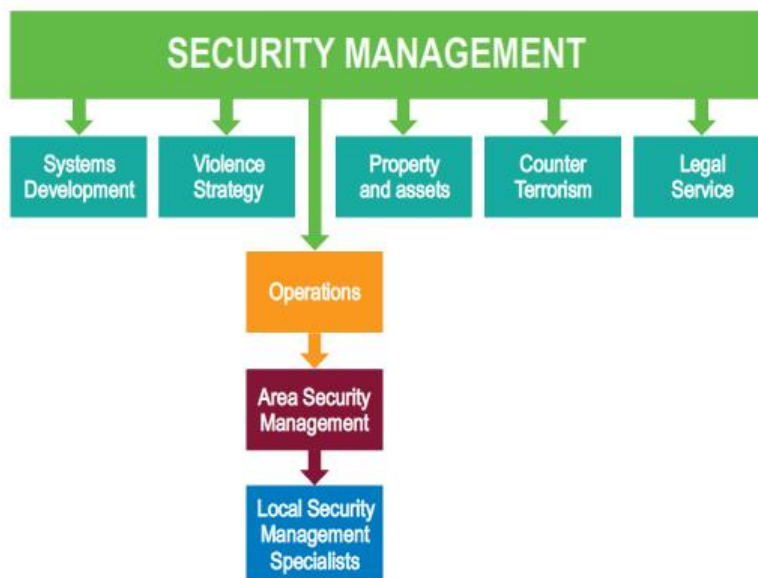 SECURITY MANAGEMENT
Systems
Development
Violence
Strategy
Property
and assets
Counter
Terrorism
Legal
Service
Operations
Area Security
Management
Local Security
Management
Specialists